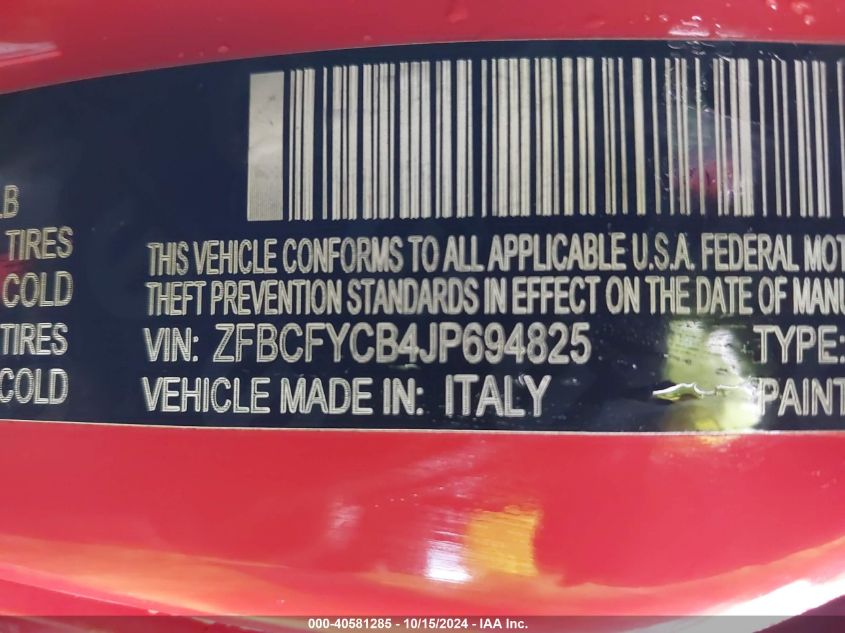 LB
TIRES
COLD
TIRES
COLD
THIS VEHICLE CONFORMS TO ALL APPLICABLE U.S.A. FEDERAL MOT
THEFT PREVENTION STANDARDS IN EFFECT ON THE DATE OF MANU
VIN: ZFBCFYCB4JP694825 TYPE:
VEHICLE MADE IN: ITALY PAINT
000-40581285 - 10/15/2024 - IAA Inc.